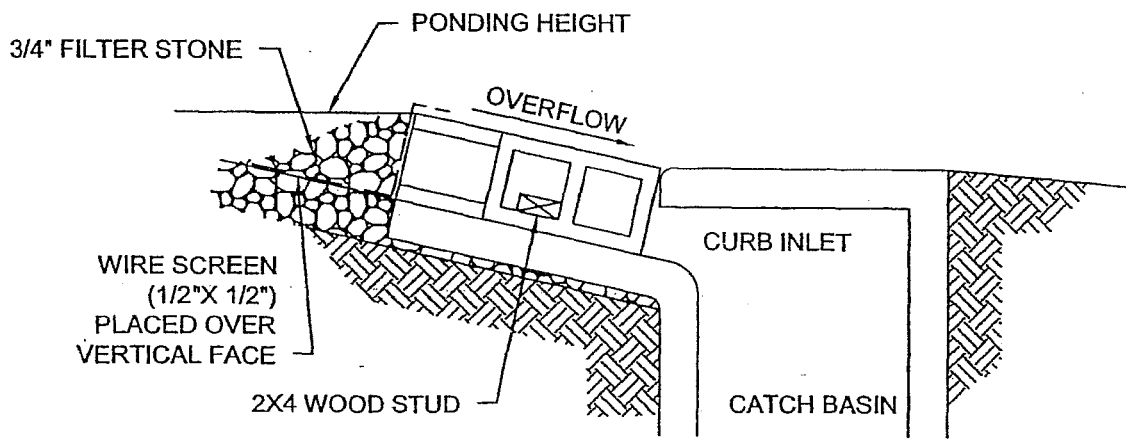 PONDING HEIGHT
3/4" FILTER STONE
OVERFLOW
CURB INLET
WIRE SCREEN
(1/2"X 1/2")
PLACED OVER
VERTICAL FACE
2X4 WOOD STUD
CATCH BASIN